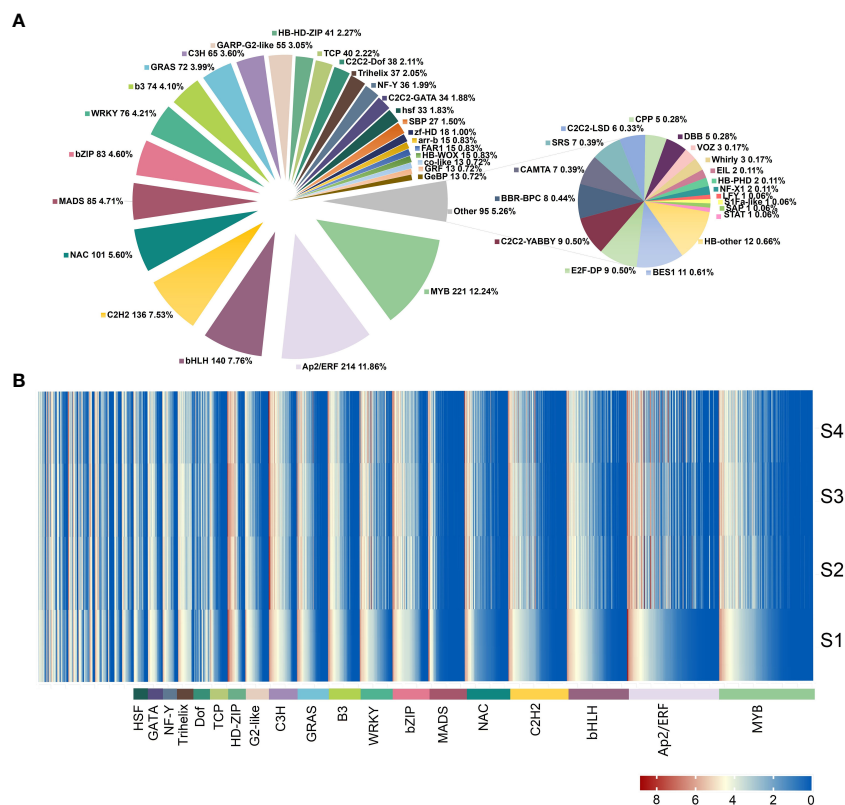 A
HB-HD-ZIP 41 2.27%
GARP-G2-like 55 3.05%
C3H 65 3.60%
TCP 40 2.22%
C2C2-Dof 38 2.11%
GRAS 72 3.99%
Trihelix 37 2.05%
b3 74 4.10%
NF-Y 36 1.99%
C2C2-GATA 34 1.88%
WRKY 76 4.21%
hsf 33 1.83%
SBP 27 1.50%
zf-HD 18 1.00%
arr-b 15 0.83%
bZIP 83 4.60%
FAR1 15 0.83%
HB-WOX 15 0.83%
co-like 13 0.72%
GRF 13 0.72%
GeBP 13 0.72%
MADS 85 4.71%
Other 95 5.26%
NAC 101 5.60%
MYB 221 12.24%
C2H2 136 7.53%
bHLH 140 7.76%
Ap2/ERF 214 11.86%
CPP 5 0.28%
C2C2-LSD 6 0.33%
DBB 5 0.28%
SRS 7 0.39%
VOZ 3 0.17%
Whirly 3 0.17%
CAMTA 7 0.39%
EIL 2 0.11%
HB-PHD 2 0.11%
NF-X1 2 0.11%
BBR-BPC 8 0.44%
LFY 1 0.06%
S1Fa-like 1 0.06%
SAP 1 0.06%
STAT 1 0.06%
C2C2-YABBY 9 0.50%
HB-other 12 0.66%
E2F-DP 9 0.50%
BES1 11 0.61%
B
S4
S3
S2
S1
HSF
GATA
NF-Y
Trihelix
Dof
TCP
HD-ZIP
G2-like
C3H
GRAS
B3
WRKY
bZIP
MADS
NAC
C2H2
bHLH
Ap2/ERF
MYB
8 6 4 2 0